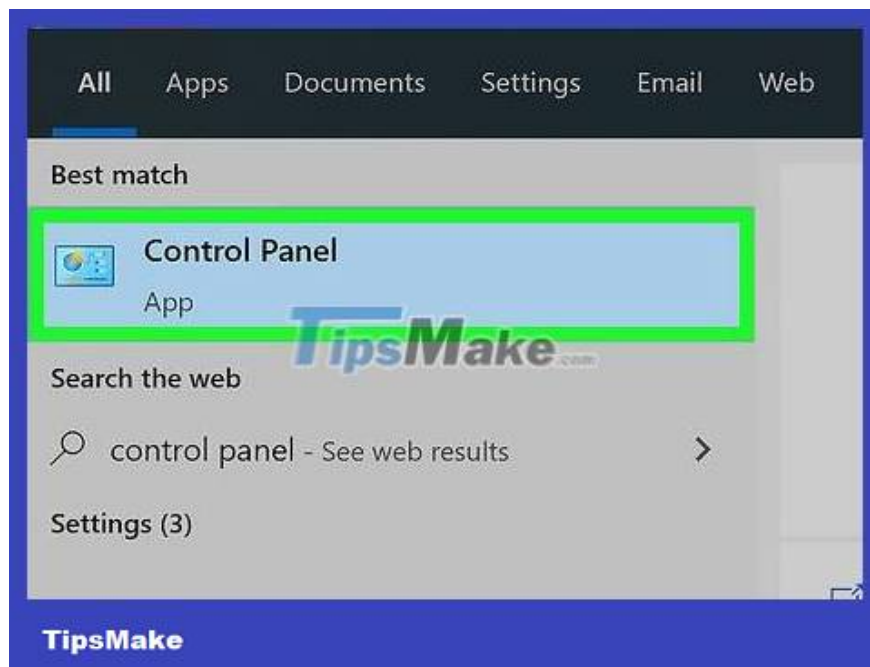 All Apps Documents Settings Email Web
Best match
Control Panel
App
TipsMake.com
Search the web
control panel - See web results
Settings (3)
TipsMake